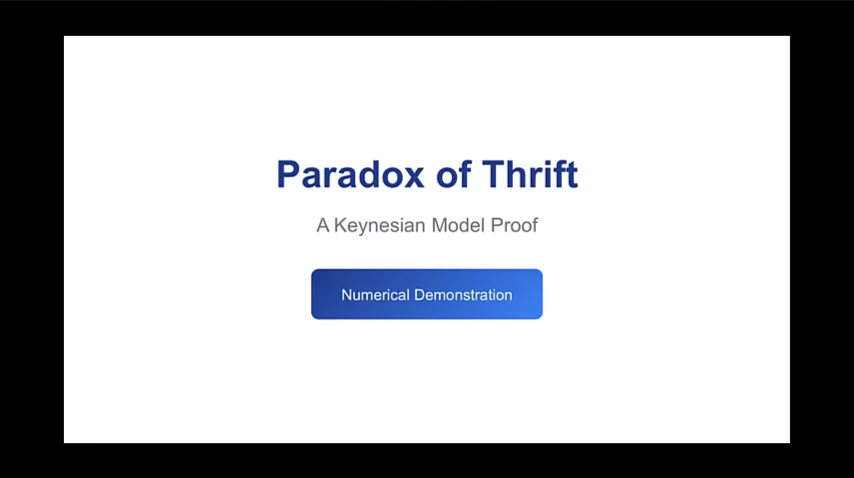 Paradox of Thrift
A Keynesian Model Proof
Numerical Demonstration